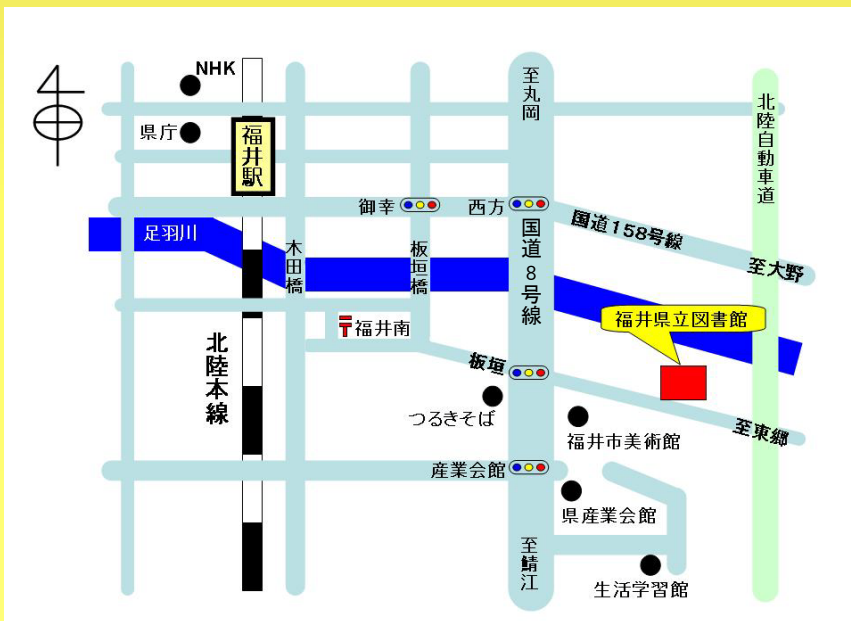 NHK
県庁
福井駅
至丸岡
北陸自動車道
御幸
西方
国道158号線
足羽川
木田橋
板垣橋
国道8号線
至大野
福井県立図書館
福井南
北陸本線
板垣
つるきそば
福井市美術館
至東郷
産業会館
県産業会館
至鯖江
生活学習館